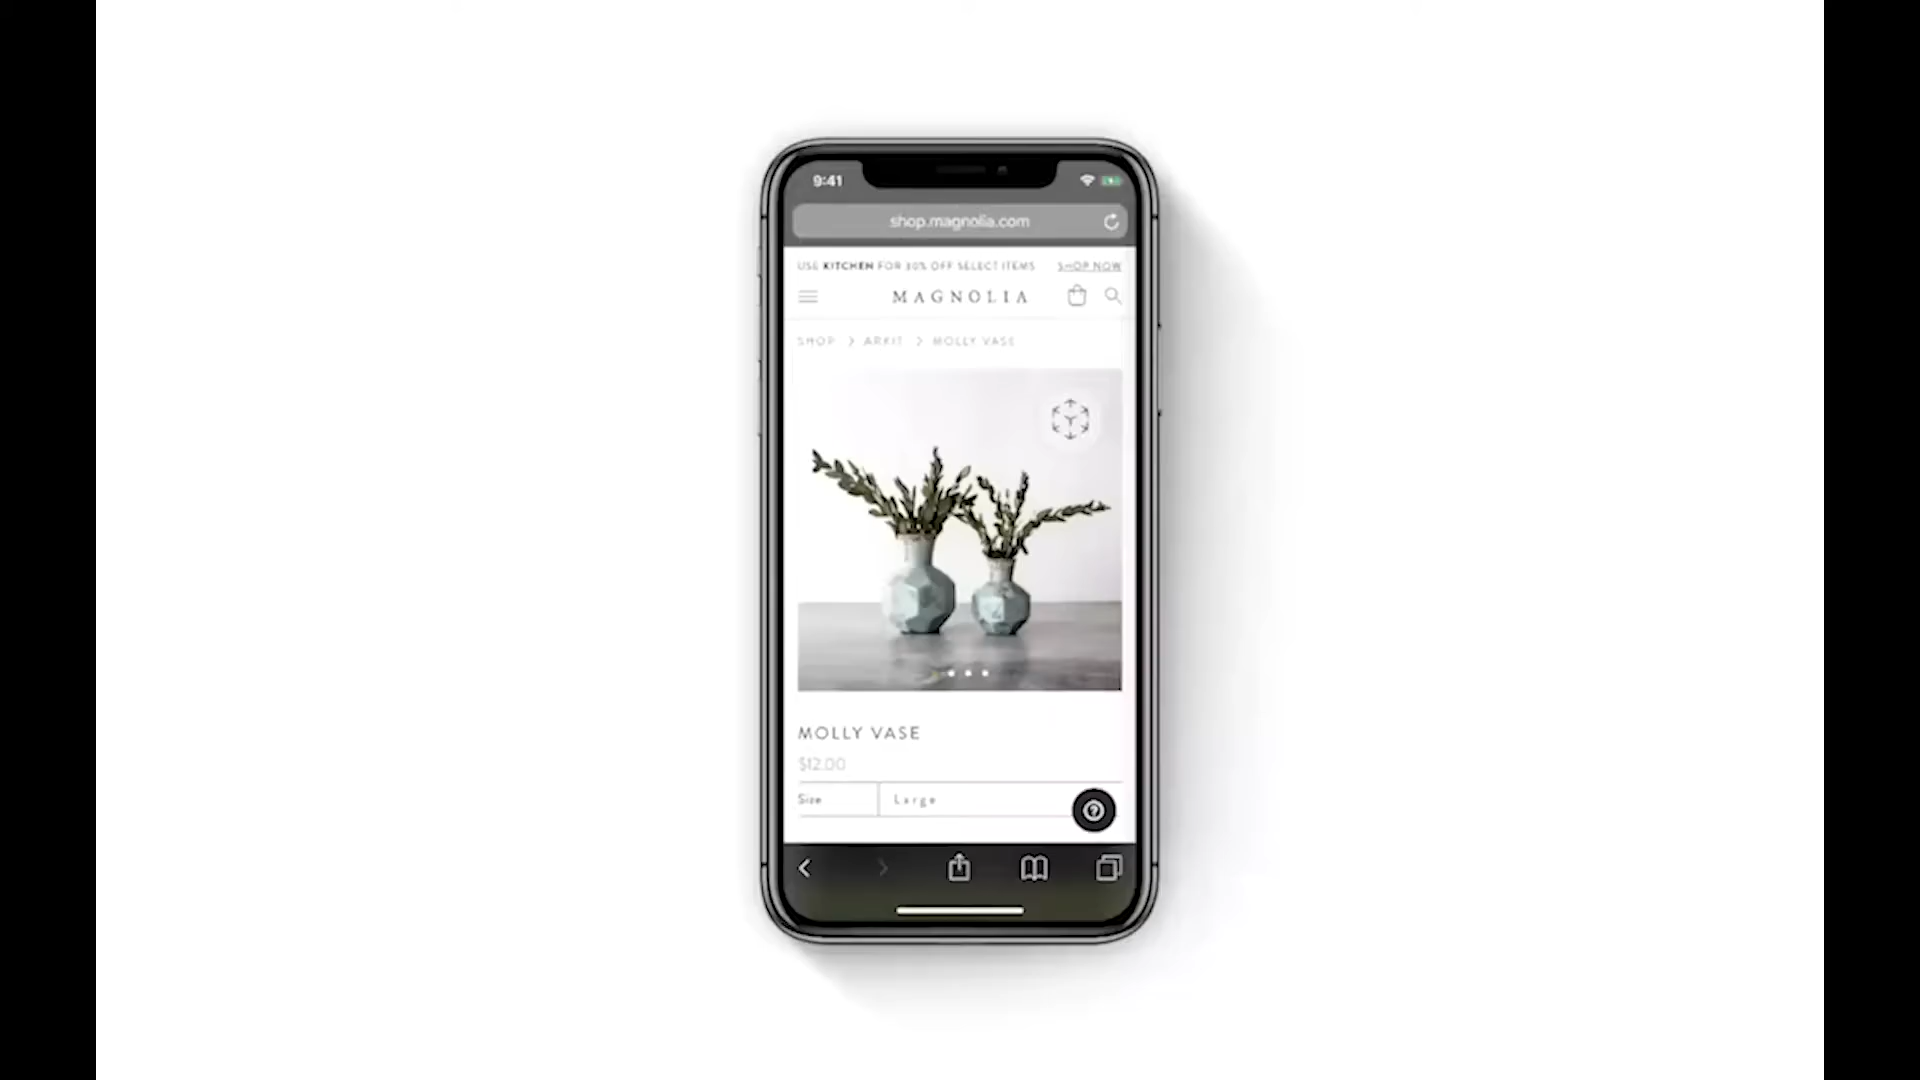 9:41
shop.magnolia.com
USE KITCHEN FOR 30% OFF SELECT ITEMS SHOP NOW
MAGNOLIA
SHOP > ARKIT > MOLLY VASE
MOLLY VASE
$12.00
Size Large